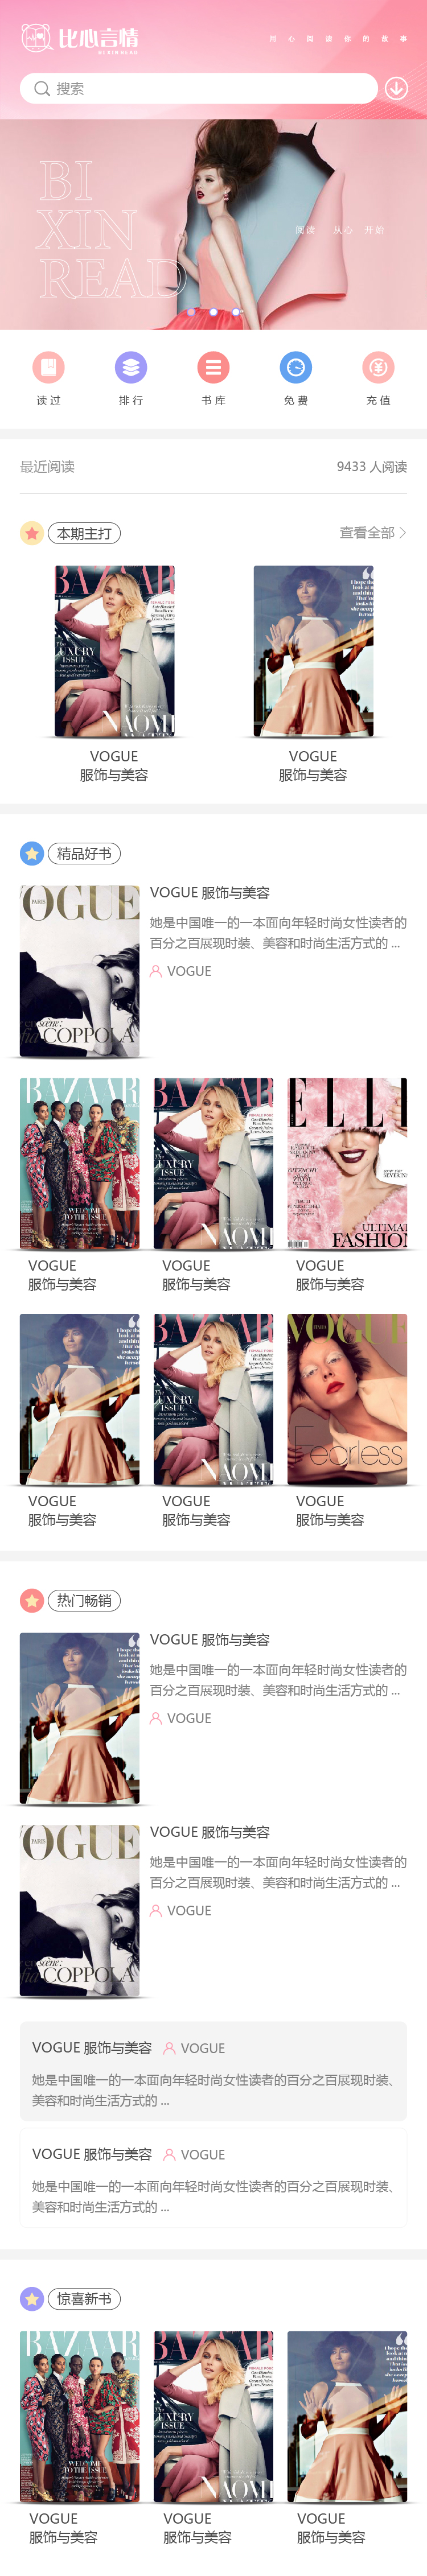 比心言情
BI XIN READ
用 心 阅 读 你 的 故 事
搜索
BI
XIN
READ
阅读 从心 开始
读过
排行
书库
免费
充值
最近阅读
9433 人阅读
本期主打
查看全部
BAZAAR
LUXURY
ISSUE
NAOMI
VOGUE
服饰与美容
VOGUE
服饰与美容
精品好书
PARIS
OGUE
COPPOLA
VOGUE 服饰与美容
她是中国唯一的一本面向年轻时尚女性读者的
百分之百展现时装、美容和时尚生活方式的 ...
VOGUE
BAZAAR
WELCOME
TO THE ISSUE
VOGUE
服饰与美容
BAZAAR
LUXURY
ISSUE
NAOMI
VOGUE
服饰与美容
ELL
ULTIMA
FASHION
VOGUE
服饰与美容
VOGUE
服饰与美容
BAZAAR
LUXURY
ISSUE
NAOMI
VOGUE
服饰与美容
VOGUE
Fearless
VOGUE
服饰与美容
热门畅销
VOGUE 服饰与美容
她是中国唯一的一本面向年轻时尚女性读者的
百分之百展现时装、美容和时尚生活方式的 ...
VOGUE
PARIS
OGUE
COPPOLA
VOGUE 服饰与美容
她是中国唯一的一本面向年轻时尚女性读者的
百分之百展现时装、美容和时尚生活方式的 ...
VOGUE
VOGUE 服饰与美容 VOGUE
她是中国唯一的一本面向年轻时尚女性读者的百分之百展现时装、
美容和时尚生活方式的 ...
VOGUE 服饰与美容 VOGUE
她是中国唯一的一本面向年轻时尚女性读者的百分之百展现时装、
美容和时尚生活方式的 ...
惊喜新书
BAZAAR
WELCOME
TO THE ISSUE
VOGUE
服饰与美容
BAZAAR
LUXURY
ISSUE
NAOMI
VOGUE
服饰与美容
VOGUE
服饰与美容